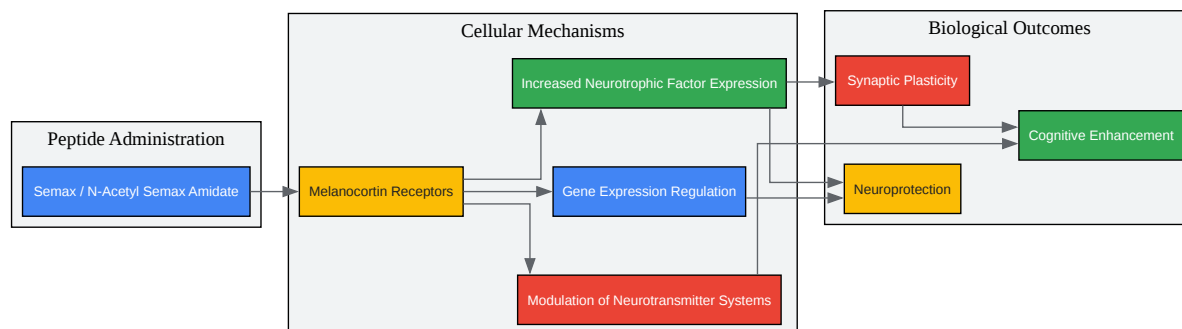 Peptide Administration
Semax / N-Acetyl Semax Amidate
Cellular Mechanisms
Increased Neurotrophic Factor Expression
Melanocortin Receptors
Gene Expression Regulation
Modulation of Neurotransmitter Systems
Biological Outcomes
Synaptic Plasticity
Cognitive Enhancement
Neuroprotection